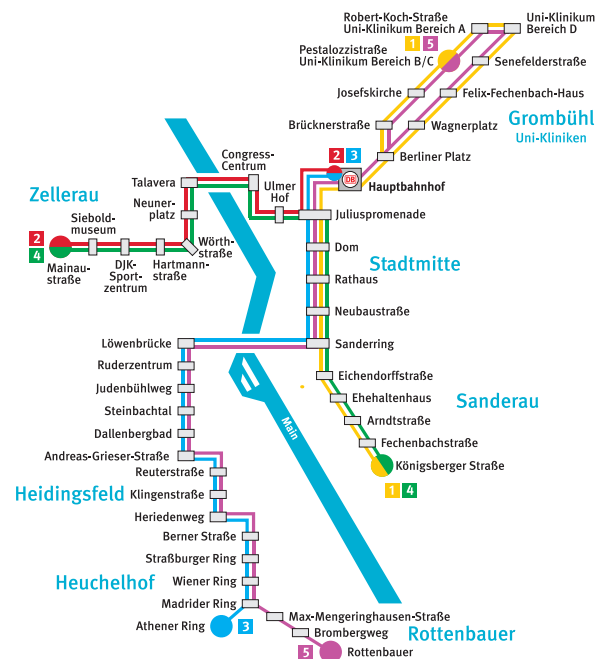 Robert-Koch-Straße
Uni-Klinikum Bereich A
Uni-Klinikum
Bereich D
1 5
Pestalozzistraße
Uni-Klinikum Bereich B/C
Senefelderstraße
Josefskirche
Felix-Fechenbach-Haus
Grombühl
Uni-Kliniken
Brücknerstraße
Wagnerplatz
Berliner Platz
Congress-
Centrum
2 3
DB
Hauptbahnhof
Zellerau
Talavera
Ulmer
Hof
Neuner-
platz
Juliuspromenade
Siebold-
museum
2
4
Mainau-
straße
DJK-
Sport-
zentrum
Hartmann-
straße
Wörth-
straße
Dom
Stadtmitte
Rathaus
Neubaustraße
Löwenbrücke
Sanderring
Ruderzentrum
Eichendorffstraße
Judenbühlweg
Ehehaltenhaus
Sanderau
Steinbachtal
Arndtstraße
Main
Dallenbergbad
Fechenbachstraße
Andreas-Grieser-Straße
Königsberger Straße
1 4
Reuterstraße
Heidingsfeld
Klingenstraße
Heriedenweg
Berner Straße
Straßburger Ring
Heuchelhof
Wiener Ring
Madrider Ring
Max-Mengeringhausen-Straße
Athener Ring
3
Brombergweg
Rottenbauer
5
Rottenbauer